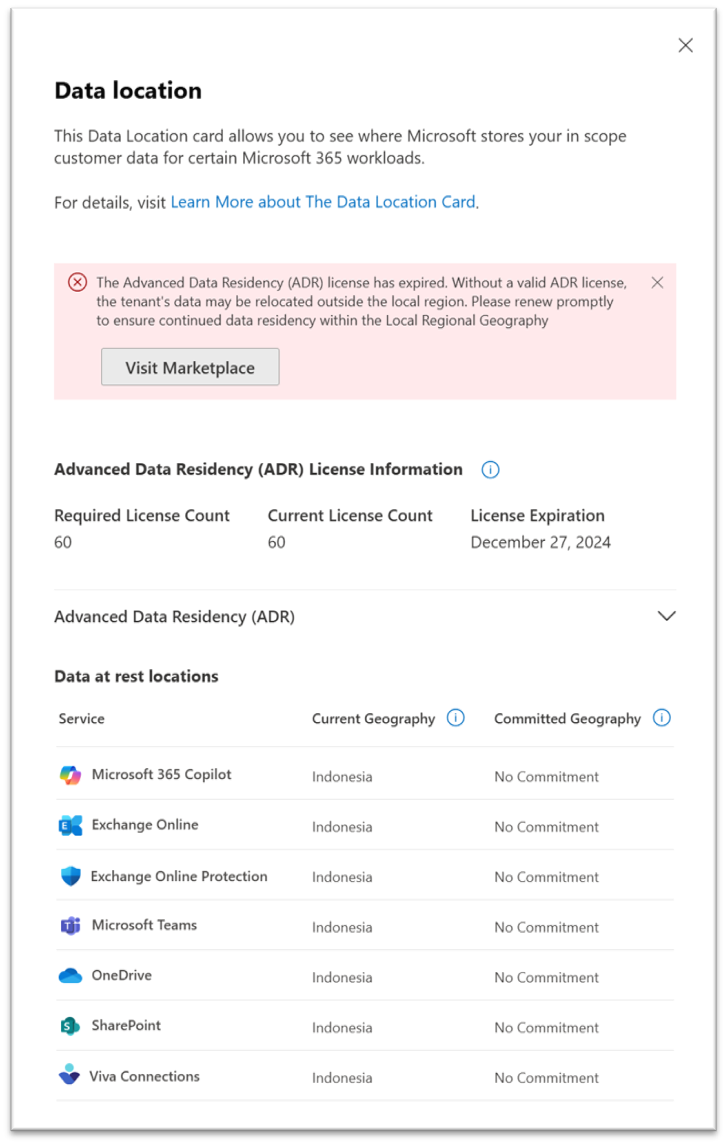 Data location
This Data Location card allows you to see where Microsoft stores your in scope
customer data for certain Microsoft 365 workloads.
For details, visit Learn More about The Data Location Card.
The Advanced Data Residency (ADR) license has expired. Without a valid ADR license,
the tenant's data may be relocated outside the local region. Please renew promptly
to ensure continued data residency within the Local Regional Geography
Visit Marketplace
Advanced Data Residency (ADR) License Information
Required License Count Current License Count License Expiration
60 60 December 27, 2024
Advanced Data Residency (ADR)
Data at rest locations
Service Current Geography Committed Geography
Microsoft 365 Copilot Indonesia No Commitment
Exchange Online Indonesia No Commitment
Exchange Online Protection Indonesia No Commitment
Microsoft Teams Indonesia No Commitment
OneDrive Indonesia No Commitment
SharePoint Indonesia No Commitment
Viva Connections Indonesia No Commitment